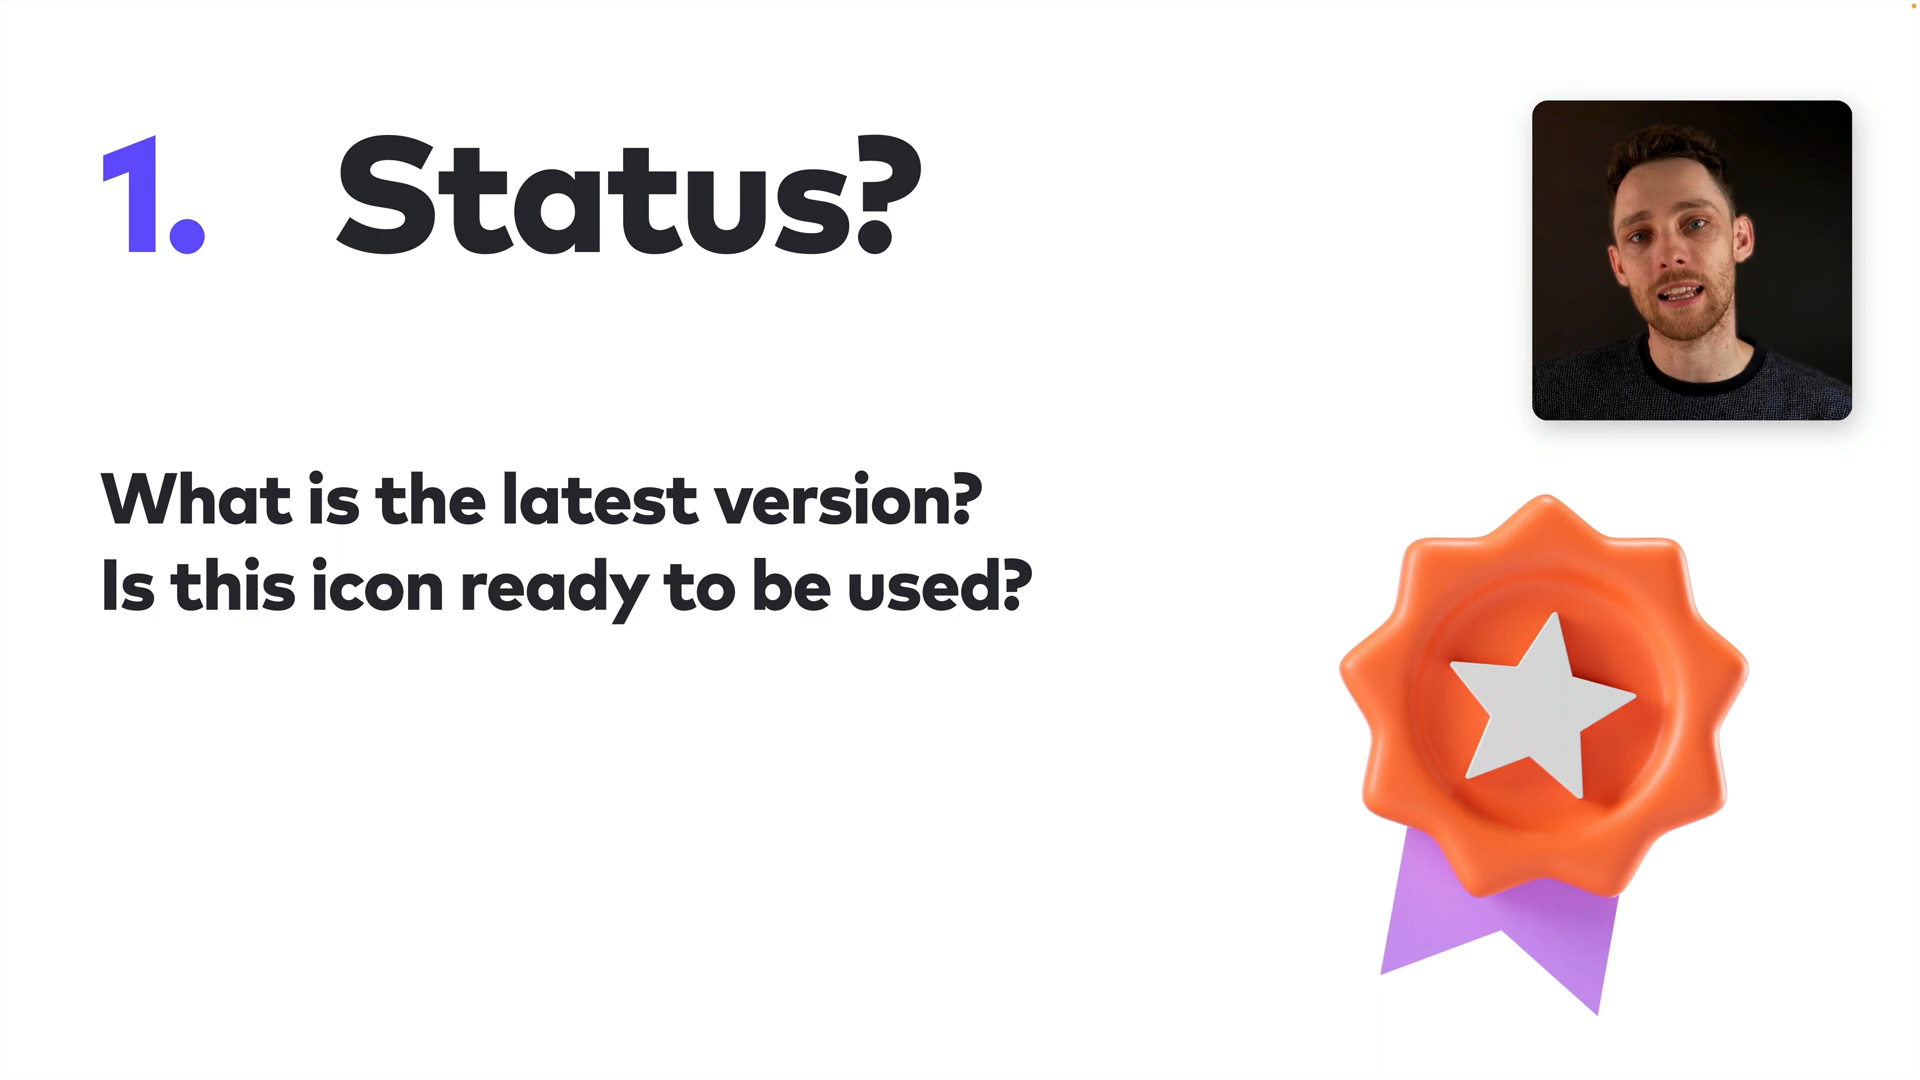 1. Status?
What is the latest version?
Is this icon ready to be used?